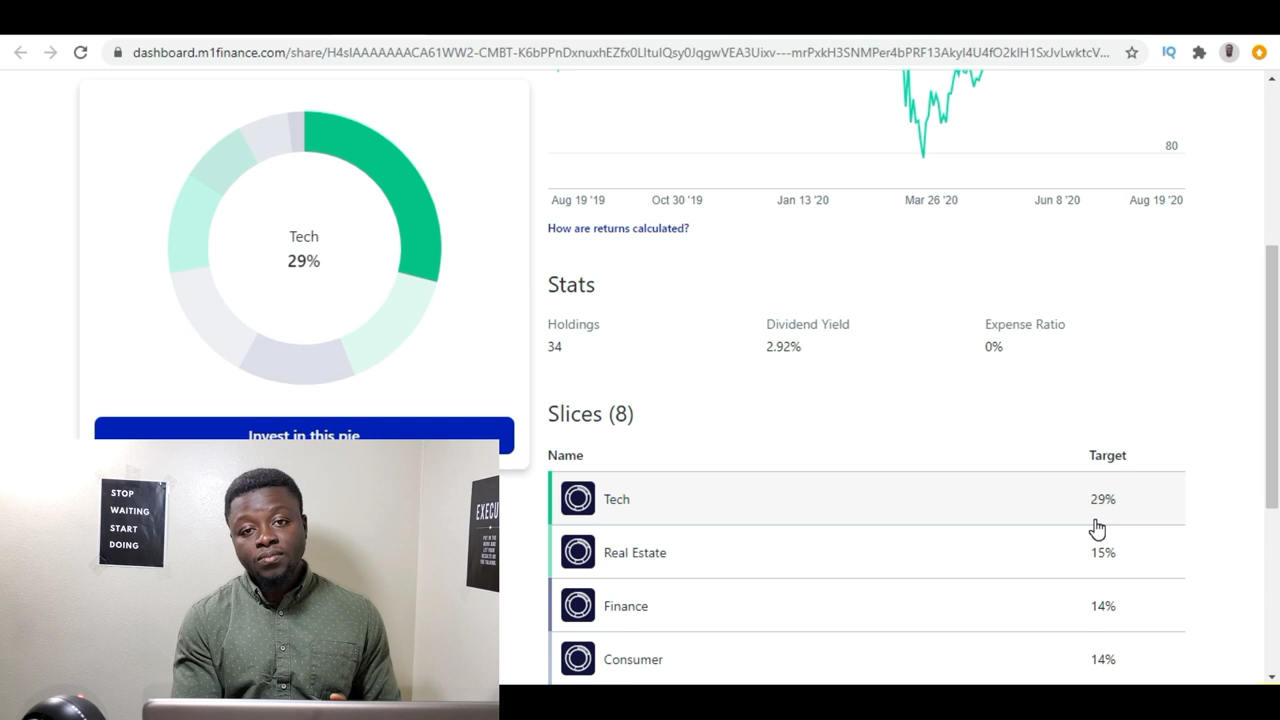 dashboard.m1finance.com/share/H4sIAAAAAAACA61WW2-CMBT-K6bPPnDxnuxhEZfx0LItuIQsy0JqgwVEA3Uixv---mrPxkH3SNMPer4bPRF13AkyI4U4fO2kIH1SxJvLwktcV...
IQ
Tech
29%
Invest in this pie
80
Aug 19 '19
Oct 30 '19
Jan 13 '20
Mar 26 '20
Jun 8 '20
Aug 19 '20
How are returns calculated?
Stats
Holdings
Dividend Yield
Expense Ratio
34
2.92%
0%
Slices (8)
Name
Target
Tech
29%
Real Estate
15%
Finance
14%
Consumer
14%
STOP
WAITING
START
DOING
EXECU